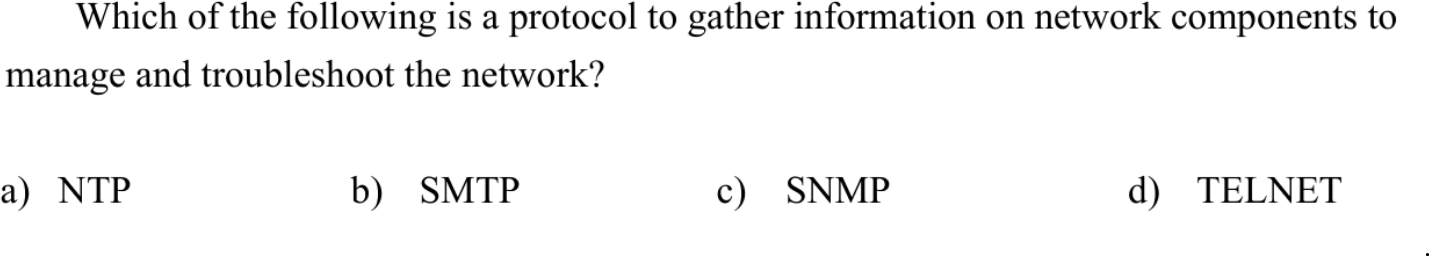 Which of the following is a protocol to gather information on network components to
manage and troubleshoot the network?
a) NTP b) SMTP c) SNMP d) TELNET